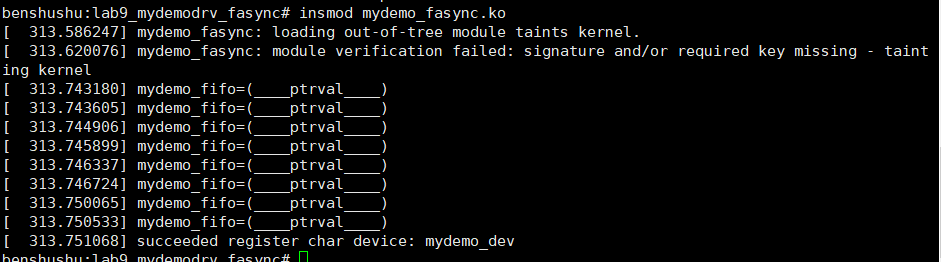 benshushu:lab9_mydemodrv_fasync# insmod mydemo_fasync.ko
[  313.586247] mydemo_fasync: loading out-of-tree module taints kernel.
[  313.620076] mydemo_fasync: module verification failed: signature and/or required key missing - taint
ing kernel
[  313.743180] mydemo_fifo=(____ptrval____)
[  313.743605] mydemo_fifo=(____ptrval____)
[  313.744906] mydemo_fifo=(____ptrval____)
[  313.745899] mydemo_fifo=(____ptrval____)
[  313.746337] mydemo_fifo=(____ptrval____)
[  313.746724] mydemo_fifo=(____ptrval____)
[  313.750065] mydemo_fifo=(____ptrval____)
[  313.750533] mydemo_fifo=(____ptrval____)
[  313.751068] succeeded register char device: mydemo_dev
benshushu:lab9_mydemodrv_fasync#